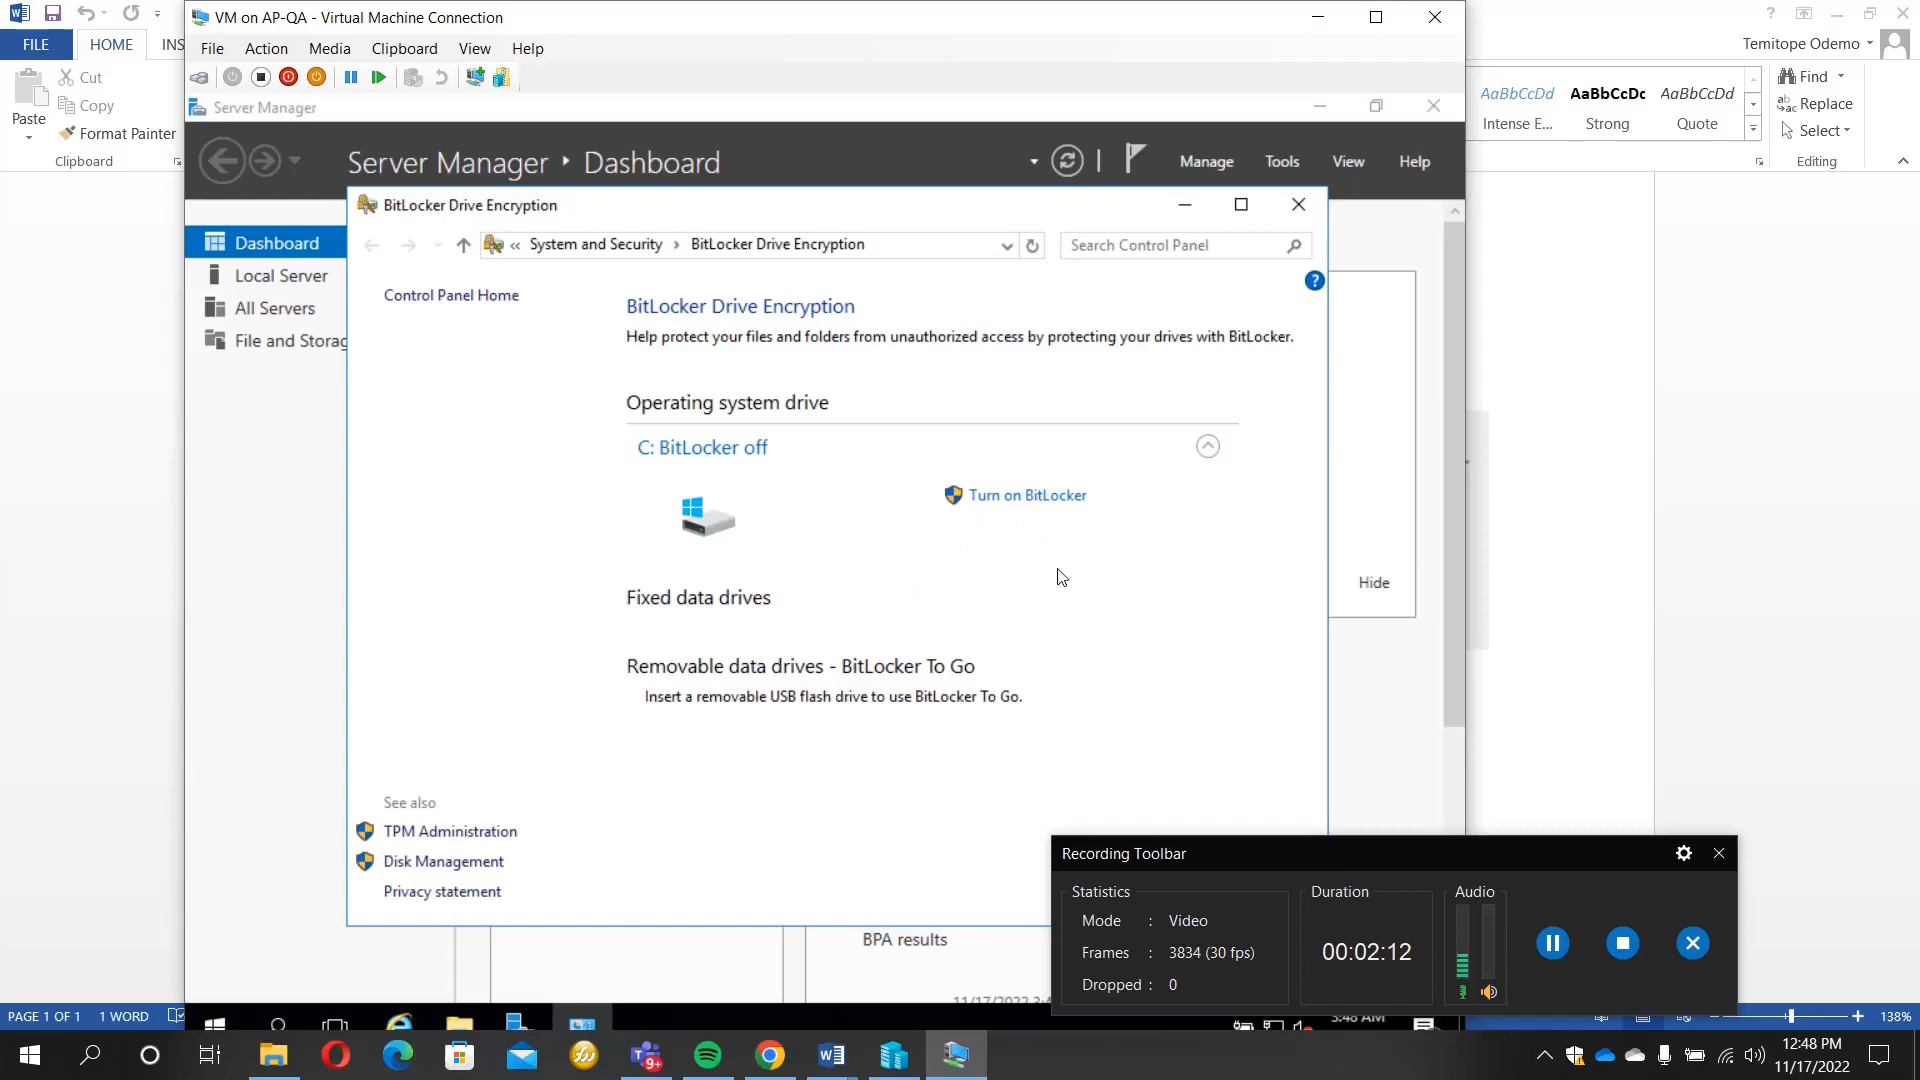 VM on AP-QA - Virtual Machine Connection
File Action Media Clipboard View Help
FILE HOME INS
Temitope Odemo
Cut
Copy
Format Painter
Paste
Clipboard
AaBbCcDd AaBbCcDc AaBbCcDd
Intense E... Strong Quote
Find
Replace
Select
Editing
Server Manager
Server Manager Dashboard
Manage Tools View Help
Dashboard
Local Server
All Servers
File and Storag
BitLocker Drive Encryption
« System and Security > BitLocker Drive Encryption
Search Control Panel
Control Panel Home
BitLocker Drive Encryption
Help protect your files and folders from unauthorized access by protecting your drives with BitLocker.
Operating system drive
C: BitLocker off
Turn on BitLocker
Fixed data drives
Removable data drives - BitLocker To Go
Insert a removable USB flash drive to use BitLocker To Go.
Hide
See also
TPM Administration
Disk Management
Privacy statement
BPA results
Recording Toolbar
Statistics
Mode : Video
Frames : 3834 (30 fps)
Dropped : 0
Duration
00:02:12
Audio
3:48 AM
PAGE 1 OF 1 1 WORD
138%
9+
12:48 PM
11/17/2022